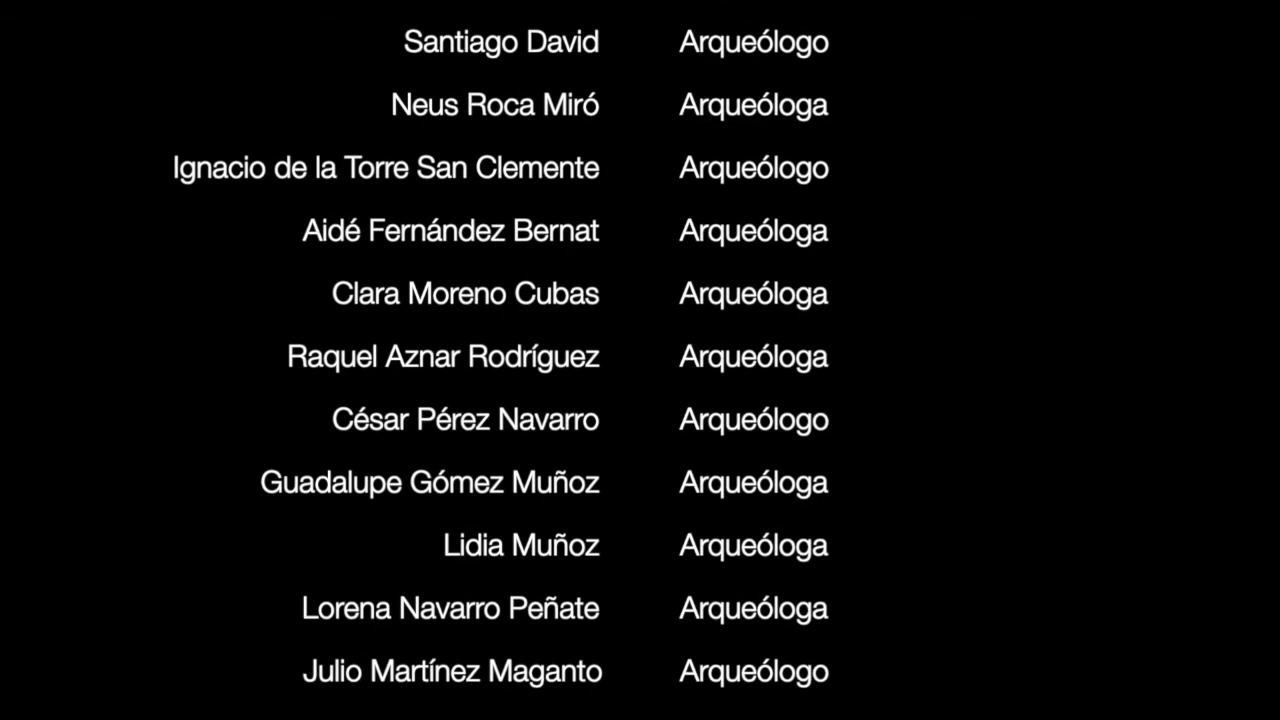 Santiago David Arqueólogo
Neus Roca Miró Arqueóloga
Ignacio de la Torre San Clemente Arqueólogo
Aidé Fernández Bernat Arqueóloga
Clara Moreno Cubas Arqueóloga
Raquel Aznar Rodríguez Arqueóloga
César Pérez Navarro Arqueólogo
Guadalupe Gómez Muñoz Arqueóloga
Lidia Muñoz Arqueóloga
Lorena Navarro Peñate Arqueóloga
Julio Martínez Maganto Arqueólogo